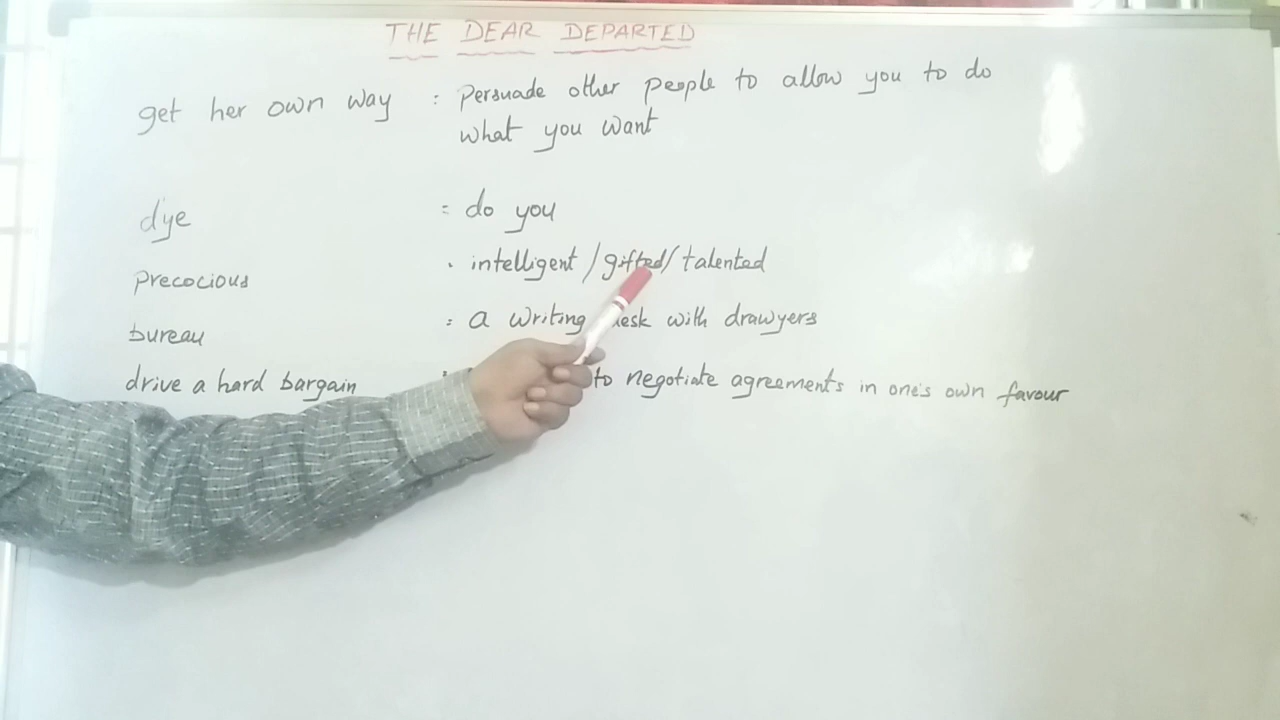 THE DEAR DEPARTED
get her own way : persuade other people to allow you to do
what you want
d'ye = do you
precocious . intelligent / gifted / talented
bureau : a writing desk with drawyers
drive a hard bargain to negotiate agreements in one's own favour